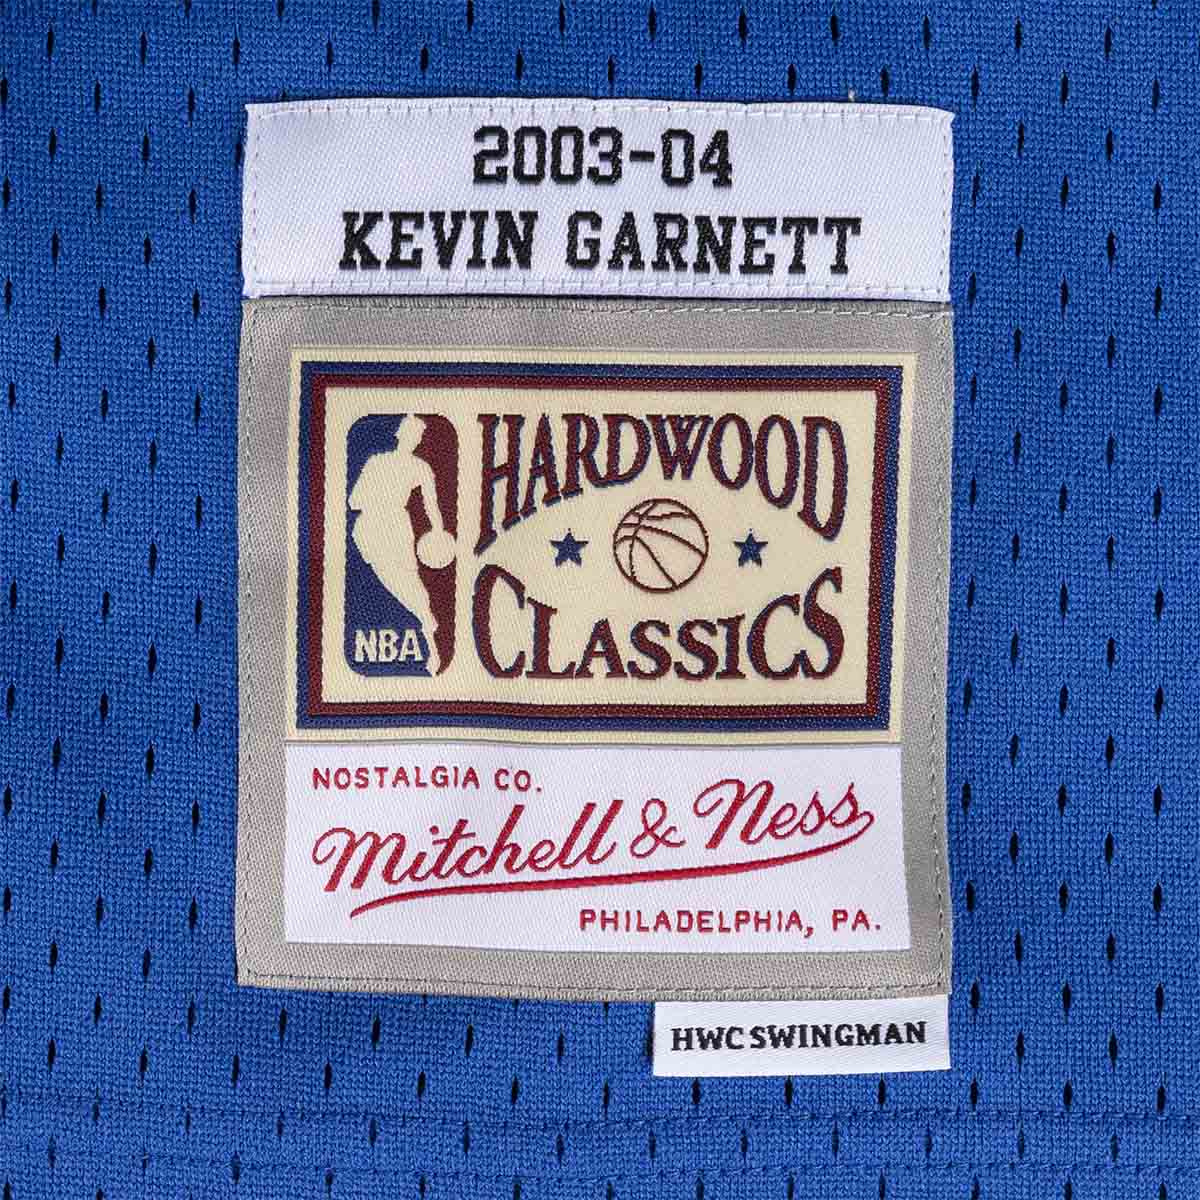 2003-04
KEVIN GARNETT
HARDWOOD
CLASSICS
NBA
NOSTALGIA CO.
Mitchell & Ness
PHILADELPHIA, PA.
HWC SWINGMAN